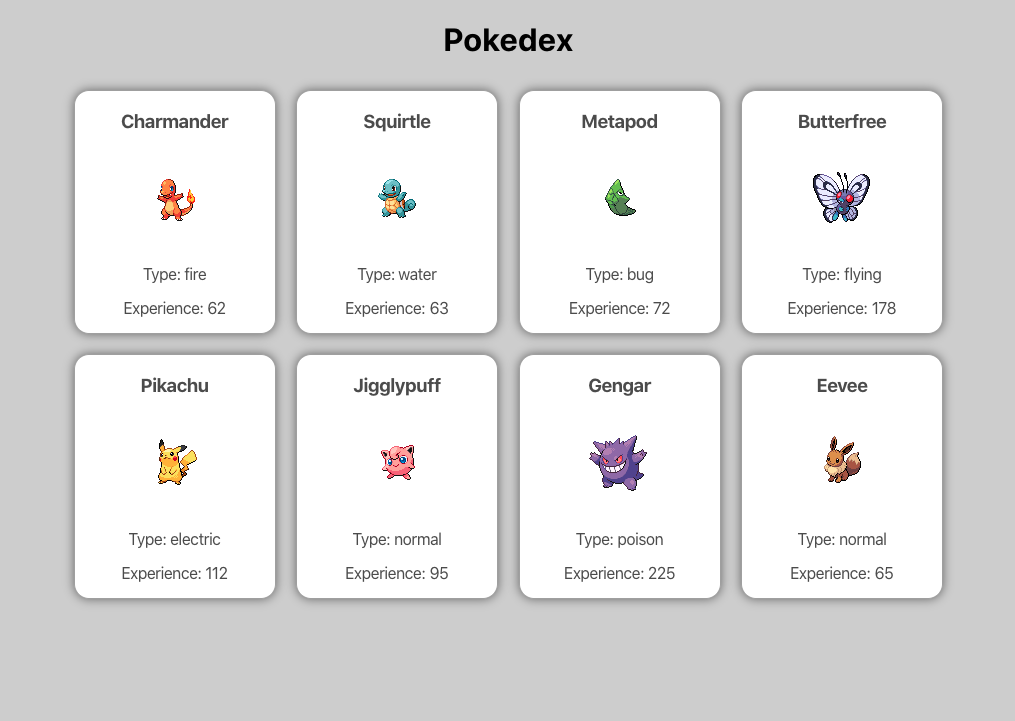 Pokedex
Charmander
Type: fire
Experience: 62
Squirtle
Type: water
Experience: 63
Metapod
Type: bug
Experience: 72
Butterfree
Type: flying
Experience: 178
Pikachu
Type: electric
Experience: 112
Jigglypuff
Type: normal
Experience: 95
Gengar
Type: poison
Experience: 225
Eevee
Type: normal
Experience: 65